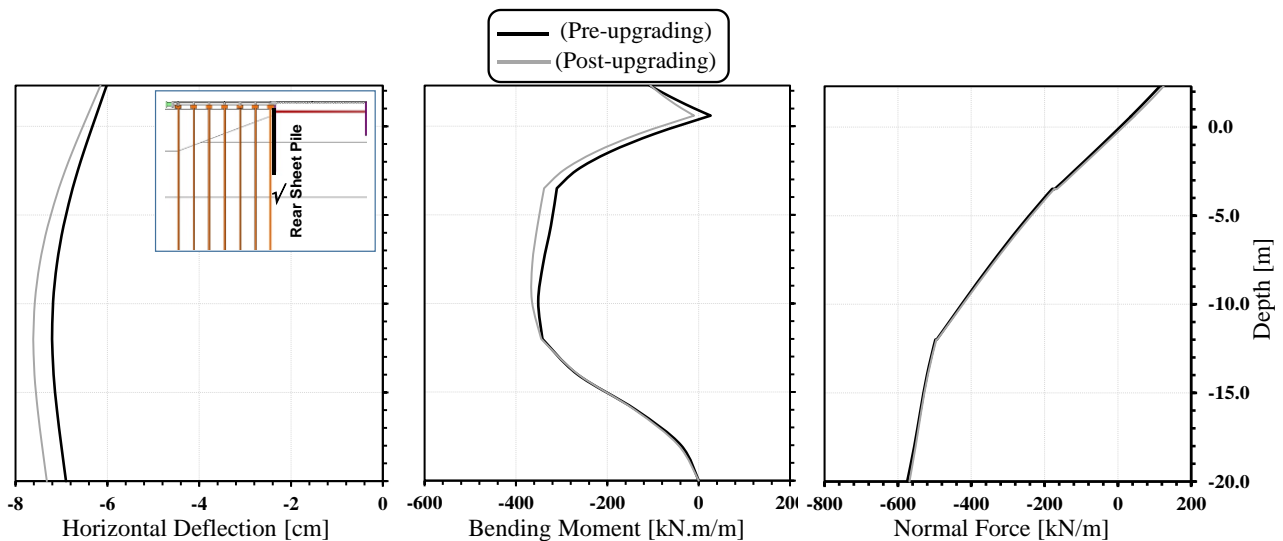 (Pre-upgrading)
(Post-upgrading)
Rear Sheet Pile
0.0
-5.0
-10.0
-15.0
-20.0
Depth [m]
-8 -6 -4 -2 0
-600 -400 -200 0 200
-800 -600 -400 -200 0 200
Horizontal Deflection [cm]
Bending Moment [kN.m/m]
Normal Force [kN/m]